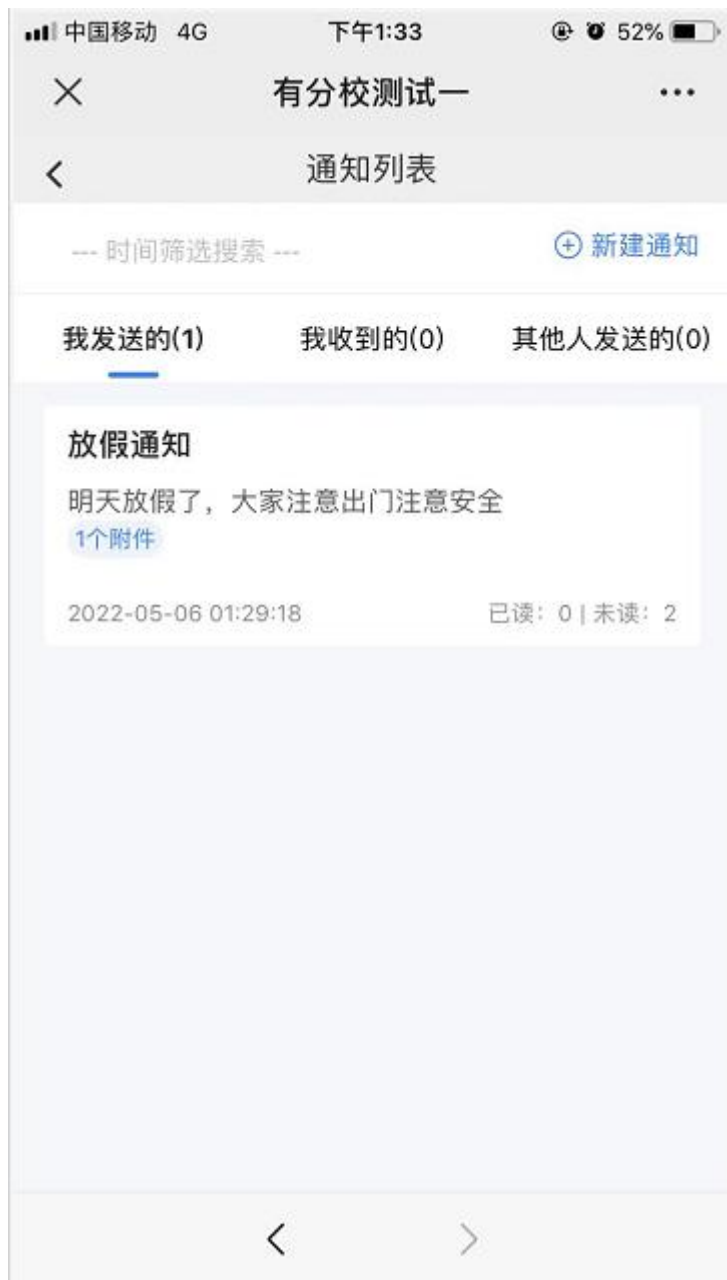 中国移动 4G 下午1:33 52%
有分校测试一
通知列表
--- 时间筛选搜索 --- 新建通知
我发送的(1) 我收到的(0) 其他人发送的(0)
放假通知
明天放假了，大家注意出门注意安全
1个附件
2022-05-06 01:29:18 已读：0 | 未读：2